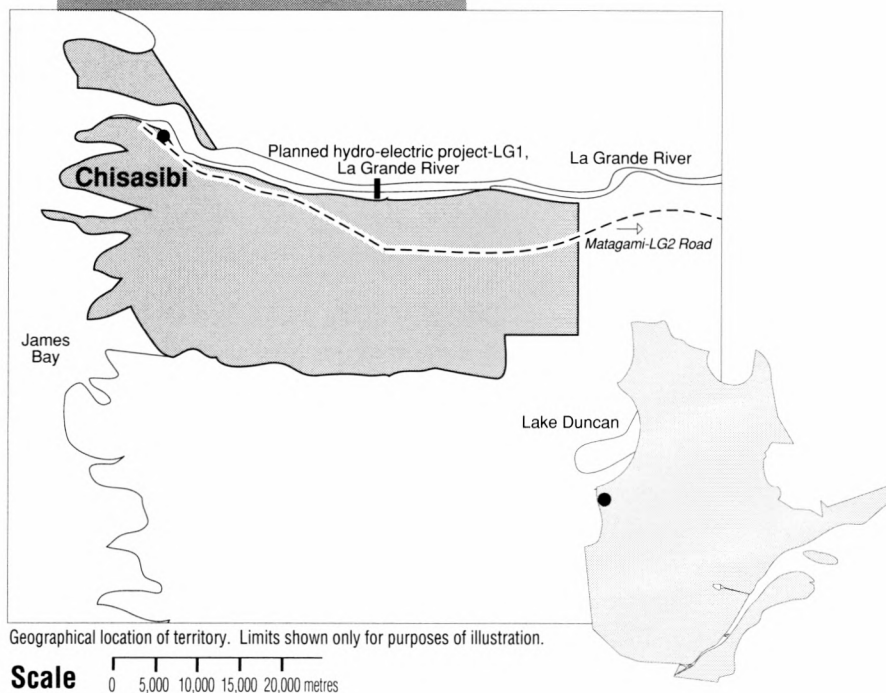 Planned hydro-electric project-LG1,
La Grande River
La Grande River
Chisasibi
Matagami-LG2 Road
James
Bay
Lake Duncan
Geographical location of territory. Limits shown only for purposes of illustration.
Scale
0 5,000 10,000 15,000 20,000 metres